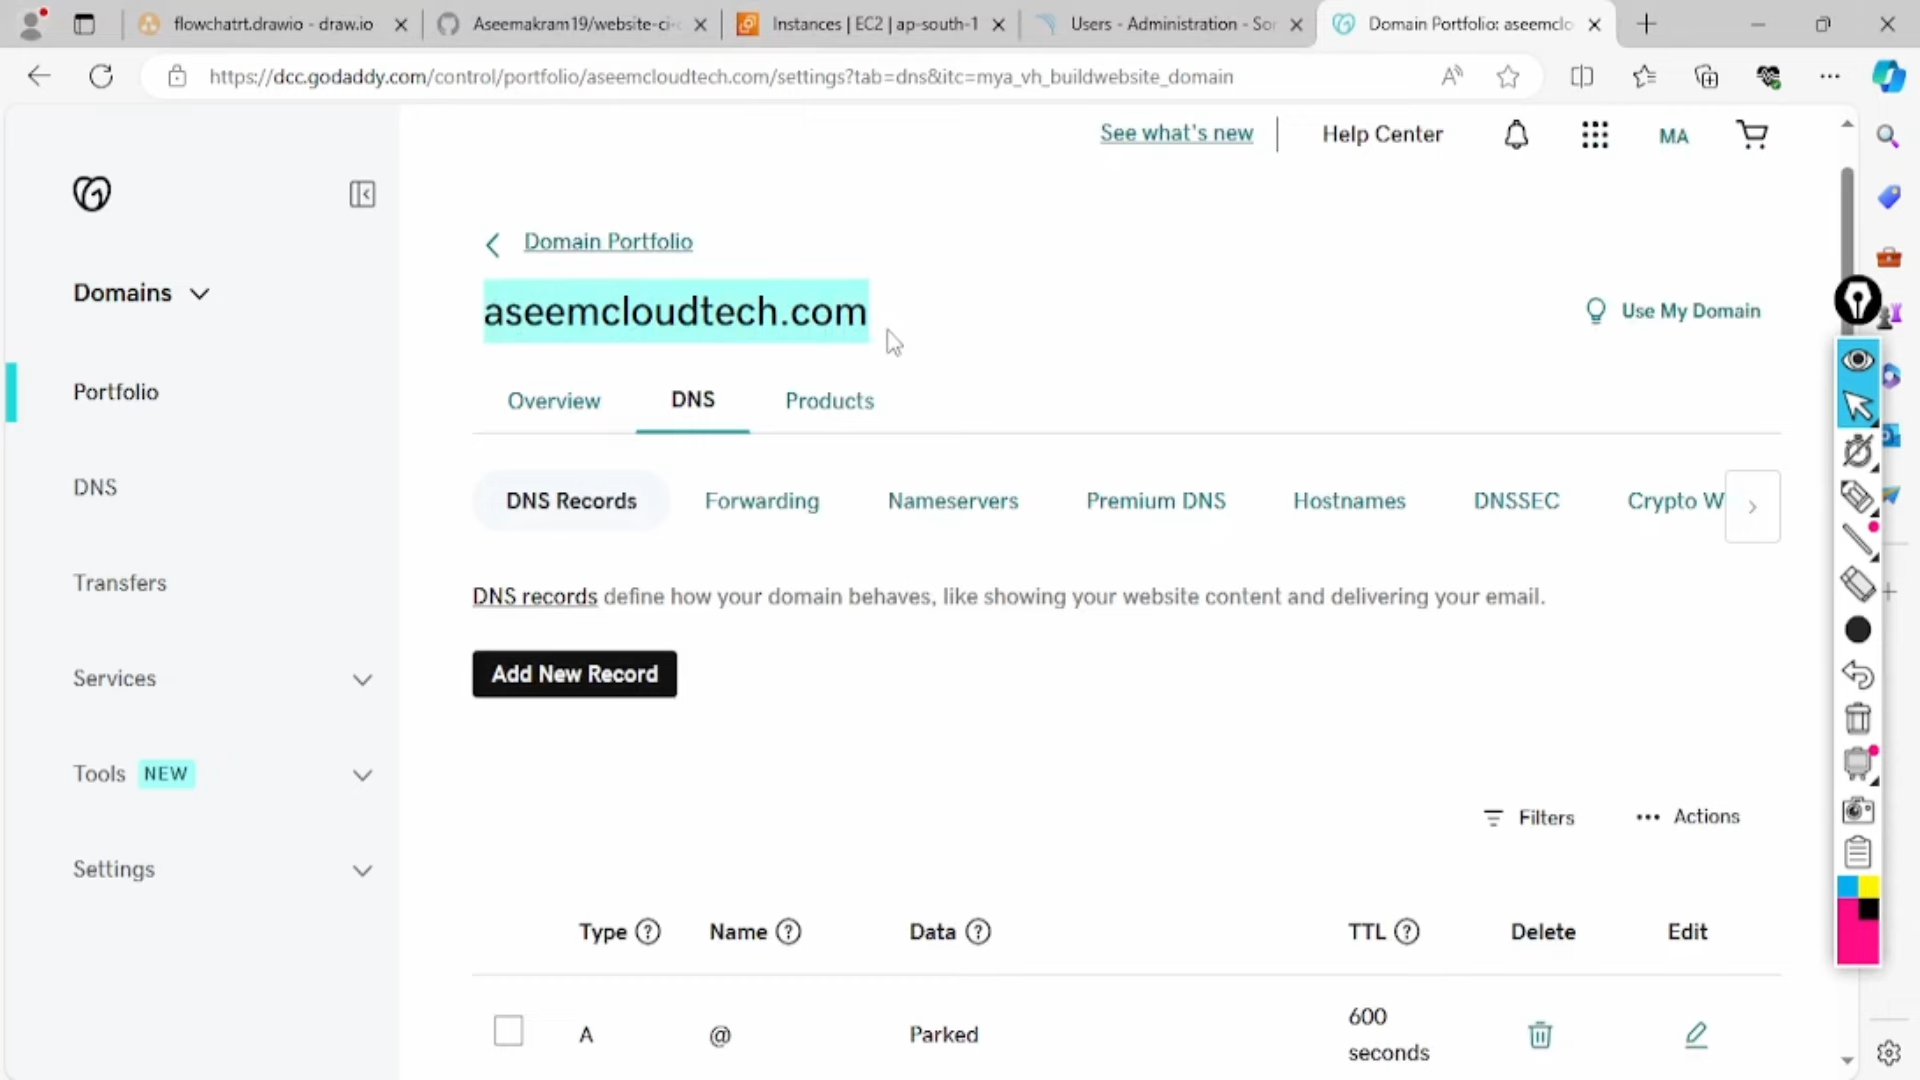 flowchatrt.drawio - draw.io
Aseemakram19/website-ci-
Instances | EC2 | ap-south-1
Users - Administration - So
Domain Portfolio: aseemclo
https://dcc.godaddy.com/control/portfolio/aseemcloudtech.com/settings?tab=dns&itc=mya_vh_buildwebsite_domain
See what's new
Help Center
MA
Domains
Portfolio
DNS
Transfers
Services
Tools NEW
Settings
Domain Portfolio
aseemcloudtech.com
Use My Domain
Overview
DNS
Products
DNS Records
Forwarding
Nameservers
Premium DNS
Hostnames
DNSSEC
Crypto W
DNS records define how your domain behaves, like showing your website content and delivering your email.
Add New Record
Filters
Actions
Type
Name
Data
TTL
Delete
Edit
A
@
Parked
600
seconds